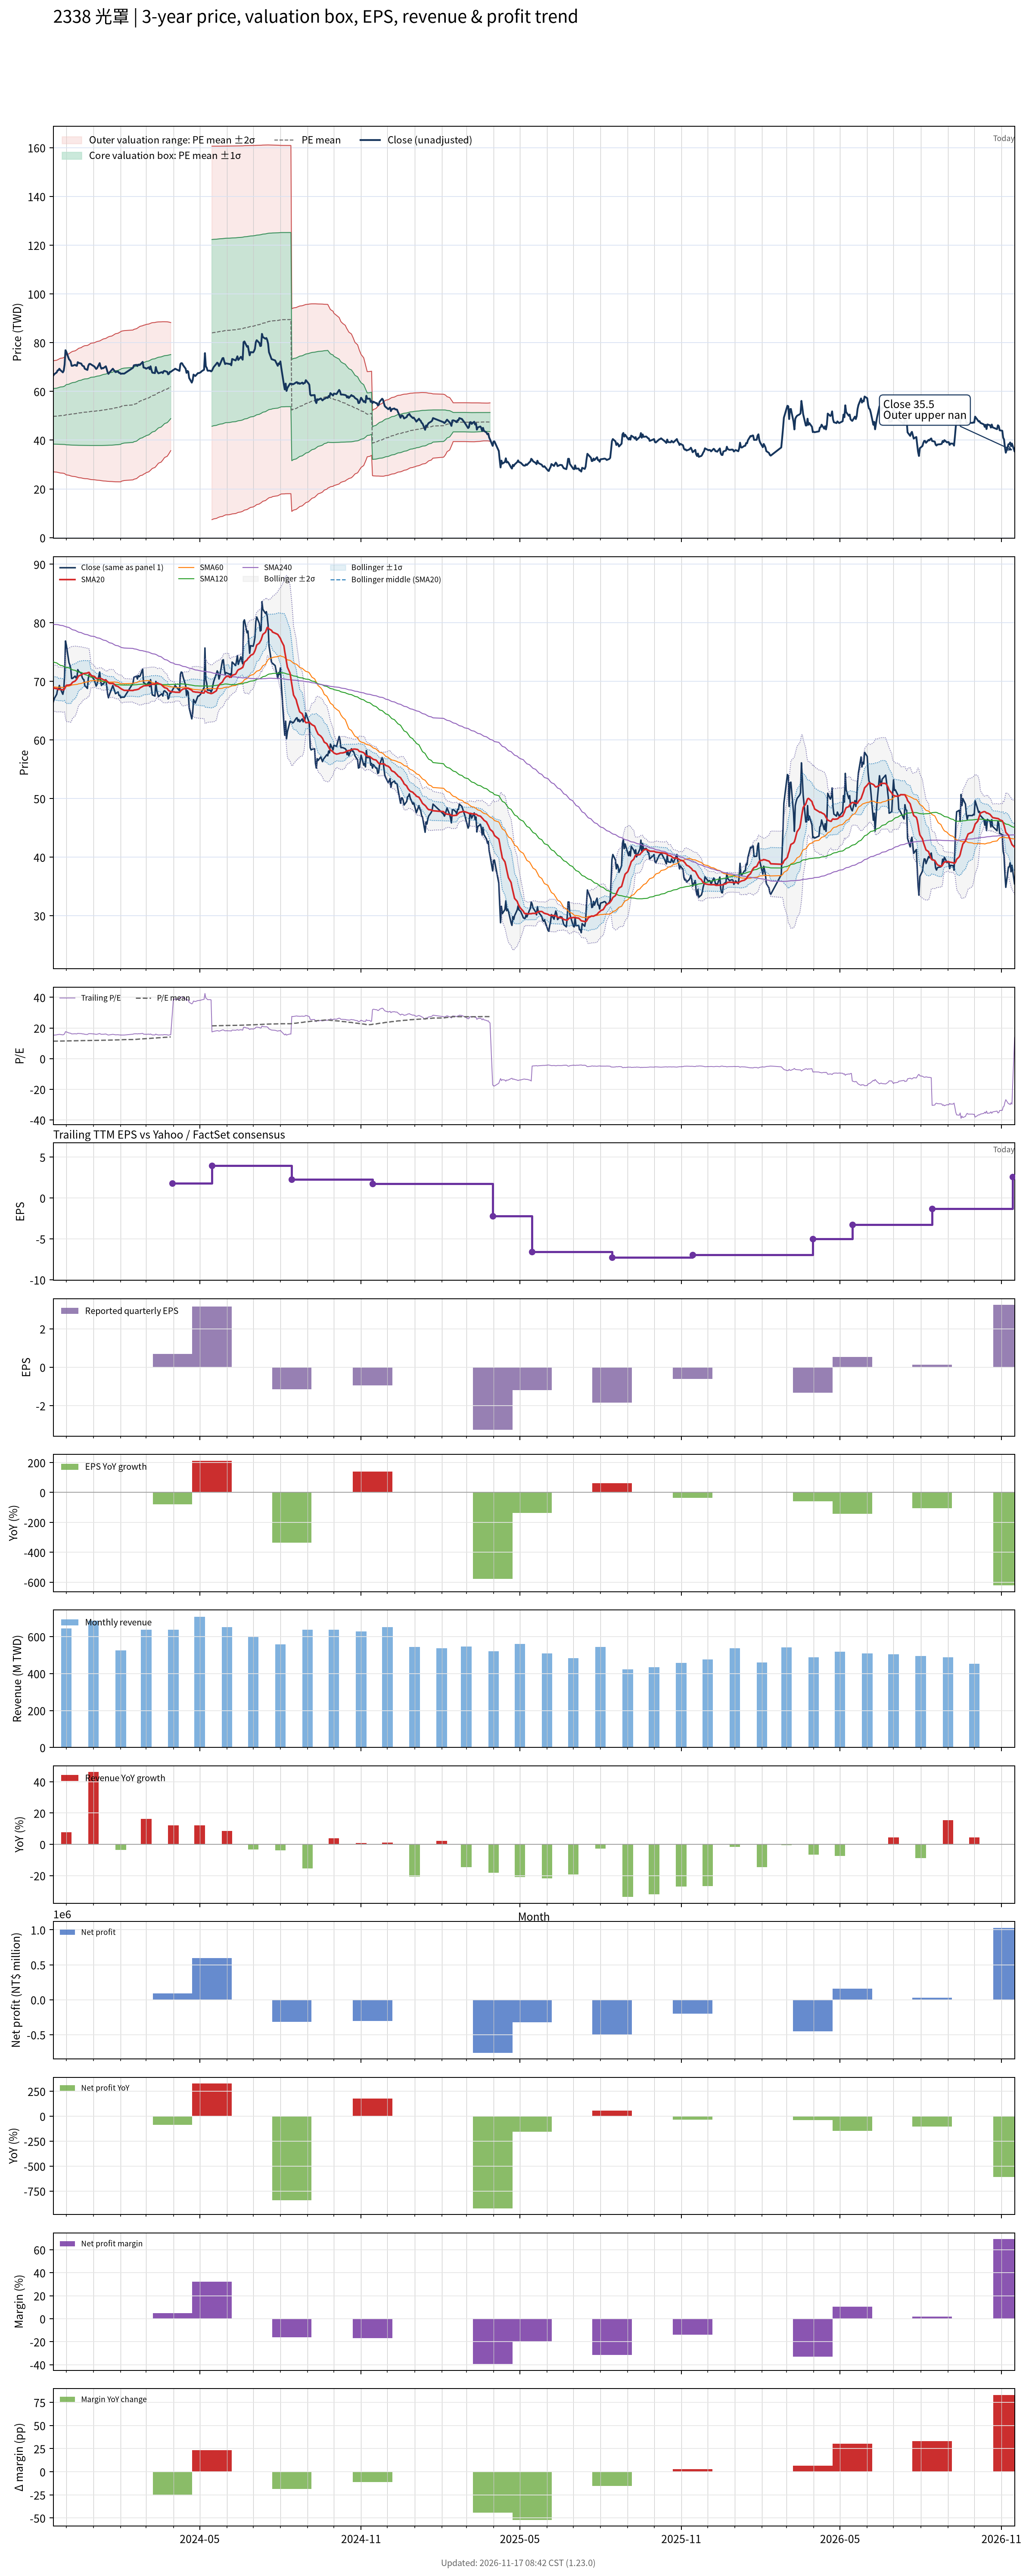 2338 光罩 | 3-year price, valuation box, EPS, revenue & profit trend
Outer valuation range: PE mean ±2σ
PE mean
Close (unadjusted)
Core valuation box: PE mean ±1σ
Today
Price (TWD)
160
140
120
100
80
60
40
20
0
Close 35.5
Outer upper nan
Close (same as panel 1)
SMA60
SMA240
Bollinger ±1σ
SMA20
SMA120
Bollinger ±2σ
Bollinger middle (SMA20)
Price
90
80
70
60
50
40
30
Trailing P/E
P/E mean
P/E
40
20
0
-20
-40
Trailing TTM EPS vs Yahoo / FactSet consensus
Today
EPS
5
0
-5
-10
Reported quarterly EPS
EPS
2
0
-2
EPS YoY growth
YoY (%)
200
0
-200
-400
-600
Monthly revenue
Revenue (M TWD)
600
400
200
0
Revenue YoY growth
YoY (%)
40
20
0
-20
Month
1e6
Net profit
Net profit (NT$ million)
1.0
0.5
0.0
-0.5
Net profit YoY
YoY (%)
250
0
-250
-500
-750
Net profit margin
Margin (%)
60
40
20
0
-20
-40
Margin YoY change
Δ margin (pp)
75
50
25
0
-25
-50
2024-05
2024-11
2025-05
2025-11
2026-05
2026-11
Updated: 2026-11-17 08:42 CST (1.23.0)